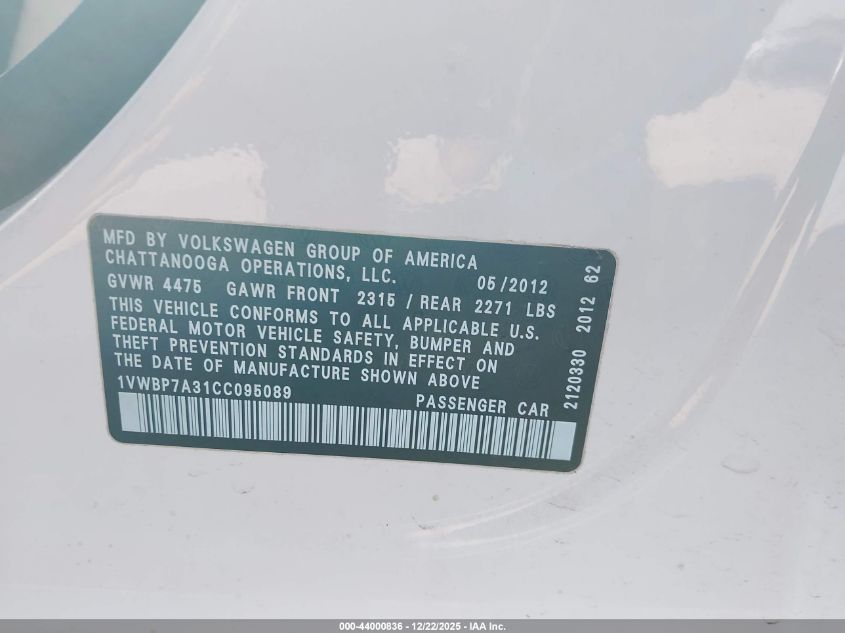 MFD BY VOLKSWAGEN GROUP OF AMERICA
CHATTANOOGA OPERATIONS, LLC. 05/2012
GVWR 4475 GAWR FRONT 2315 / REAR 2271 LBS
THIS VEHICLE CONFORMS TO ALL APPLICABLE U.S.
FEDERAL MOTOR VEHICLE SAFETY, BUMPER AND
THEFT PREVENTION STANDARDS IN EFFECT ON
THE DATE OF MANUFACTURE SHOWN ABOVE
1VWBP7A31CC095089 PASSENGER CAR
2120330 2012 62
000-44000836 - 12/22/2025 - IAA Inc.